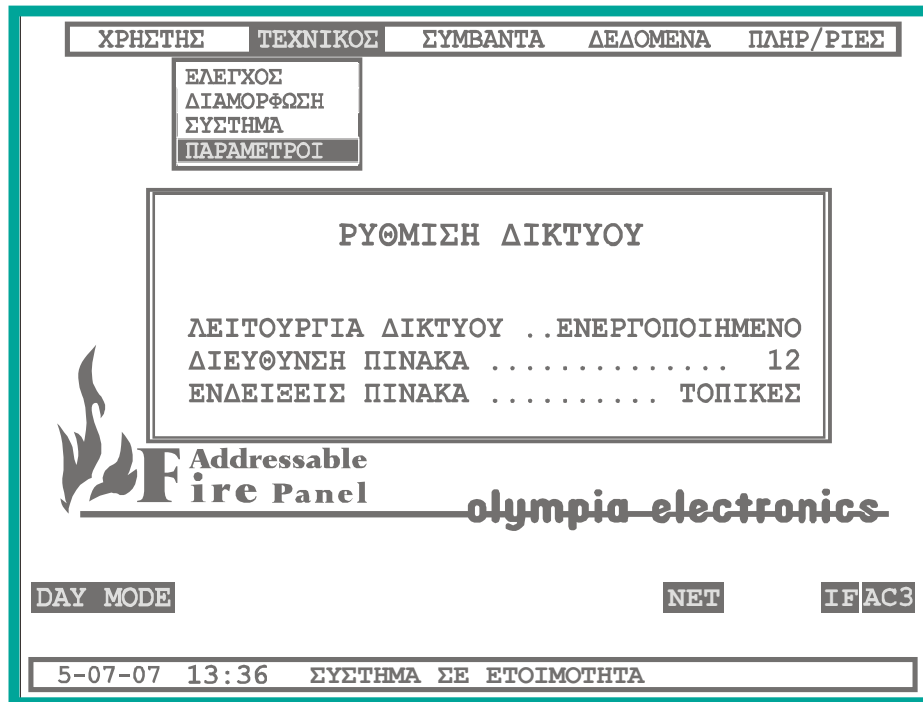 ΧΡΗΣΤΗΣ ΤΕΧΝΙΚΟΣ ΣΥΜΒΑΝΤΑ ΔΕΔΟΜΕΝΑ ΠΛΗΡ/ΡΙΕΣ
ΕΛΕΓΧΟΣ
ΔΙΑΜΟΡΦΩΣΗ
ΣΥΣΤΗΜΑ
ΠΑΡΑΜΕΤΡΟΙ
ΡΥΘΜΙΣΗ ΔΙΚΤΥΟΥ
ΛΕΙΤΟΥΡΓΙΑ ΔΙΚΤΥΟΥ ..ΕΝΕΡΓΟΠΟΙΗΜΕΝΟ
ΔΙΕΥΘΥΝΣΗ ΠΙΝΑΚΑ .............. 12
ΕΝΔΕΙΞΕΙΣ ΠΙΝΑΚΑ .......... ΤΟΠΙΚΕΣ
Addressable
Fire Panel
olympia electronics
DAY MODE NET IF AC3
5-07-07 13:36 ΣΥΣΤΗΜΑ ΣΕ ΕΤΟΙΜΟΤΗΤΑ